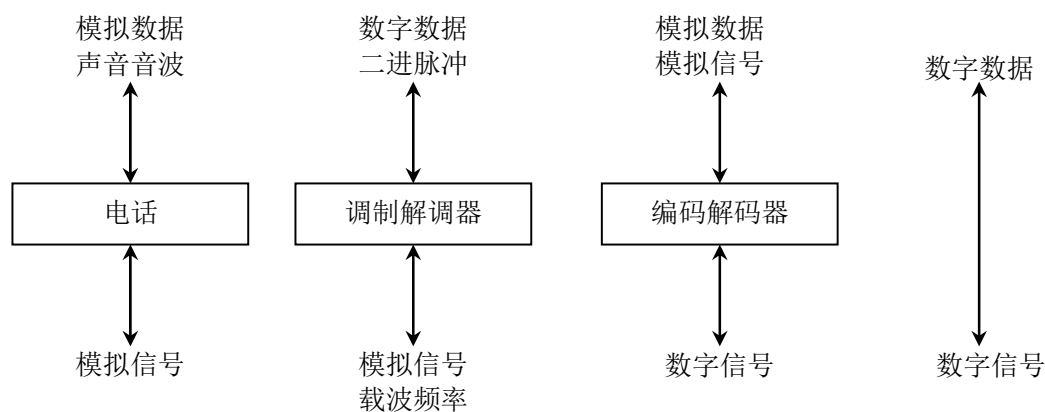 模拟数据
声音音波
电话
模拟信号
数字数据
二进脉冲
调制解调器
模拟信号
载波频率
模拟数据
模拟信号
编码解码器
数字信号
数字数据
数字信号